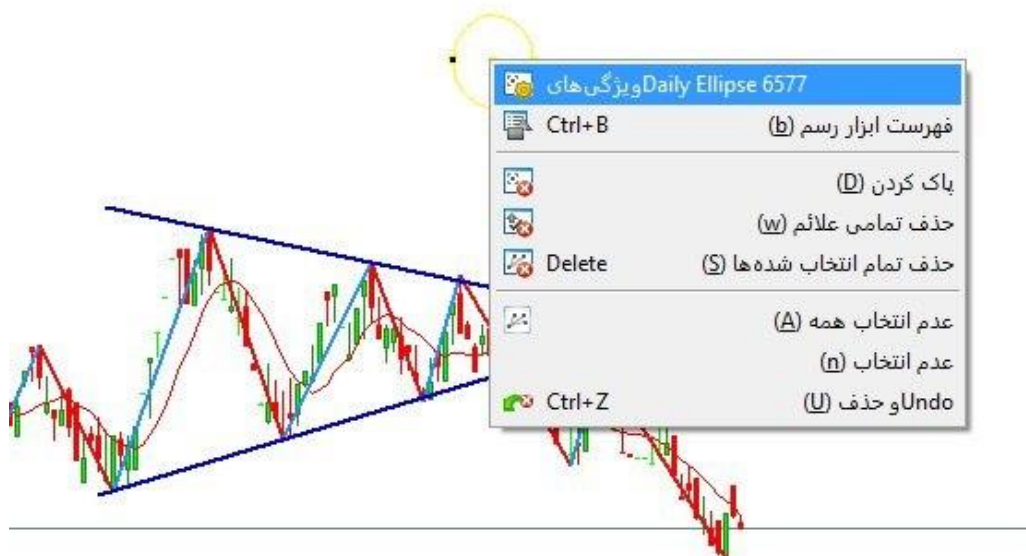 ویژگی‌های Daily Ellipse 6577
فهرست ابزار رسم (b) Ctrl+B
پاک کردن (D)
حذف تمامی علائم (w)
حذف تمام انتخاب شده‌ها (S) Delete
عدم انتخاب همه (A)
عدم انتخاب (n)
Undo و حذف (U) Ctrl+Z